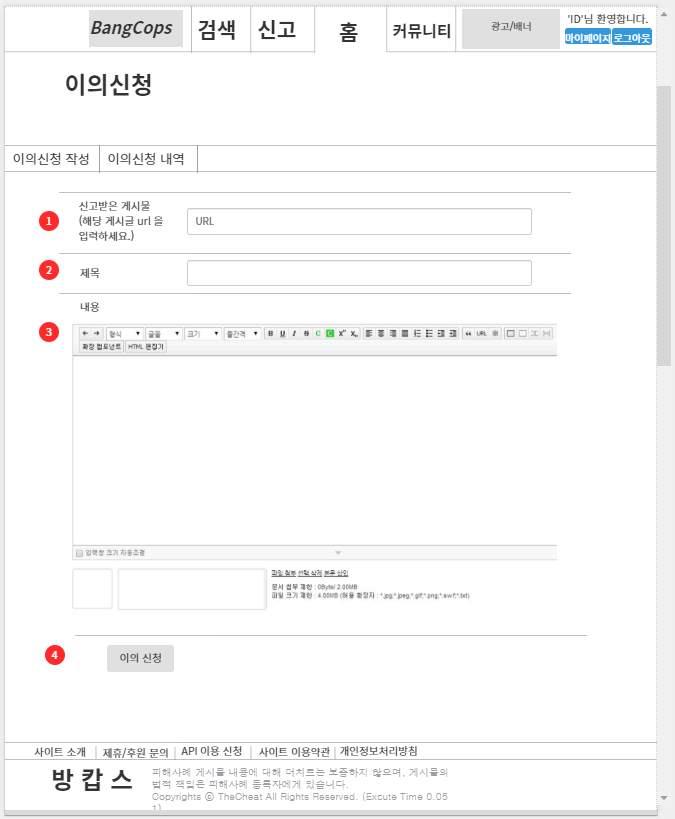 BangCops 검색 신고 홈 커뮤니티 광고/배너 'ID'님 환영합니다.
마이페이지 로그아웃
이의신청
이의신청 작성 이의신청 내역
신고받은 게시물
1 (해당 게시글 url 을 URL
입력하세요.)
2 제목
내용
3 형식 글꼴 크기 줄간격 B U I S C C X" X, URL
확장 컴포넌트 HTML 편집기
입력창 크기 자동조절
파일 첨부 선택 삭제 본문 삽입
문서 첨부 제한 : 0Byte/ 2.00MB
파일 크기 제한 : 4.00MB (허용 확장자 : *.jpg;*.jpeg;*.gif;*.png;*.swf;*.txt)
4 이의 신청
사이트 소개 제휴/후원 문의 API 이용 신청 사이트 이용약관 개인정보처리방침
방 캅 스 피해사례 게시물 내용에 대해 더치트는 보증하지 않으며, 게시물의
법적 책임은 피해사례 등록자에게 있습니다.
Copyrights ⓒ TheCheat All Rights Reserved. (Excute Time 0.05
1)